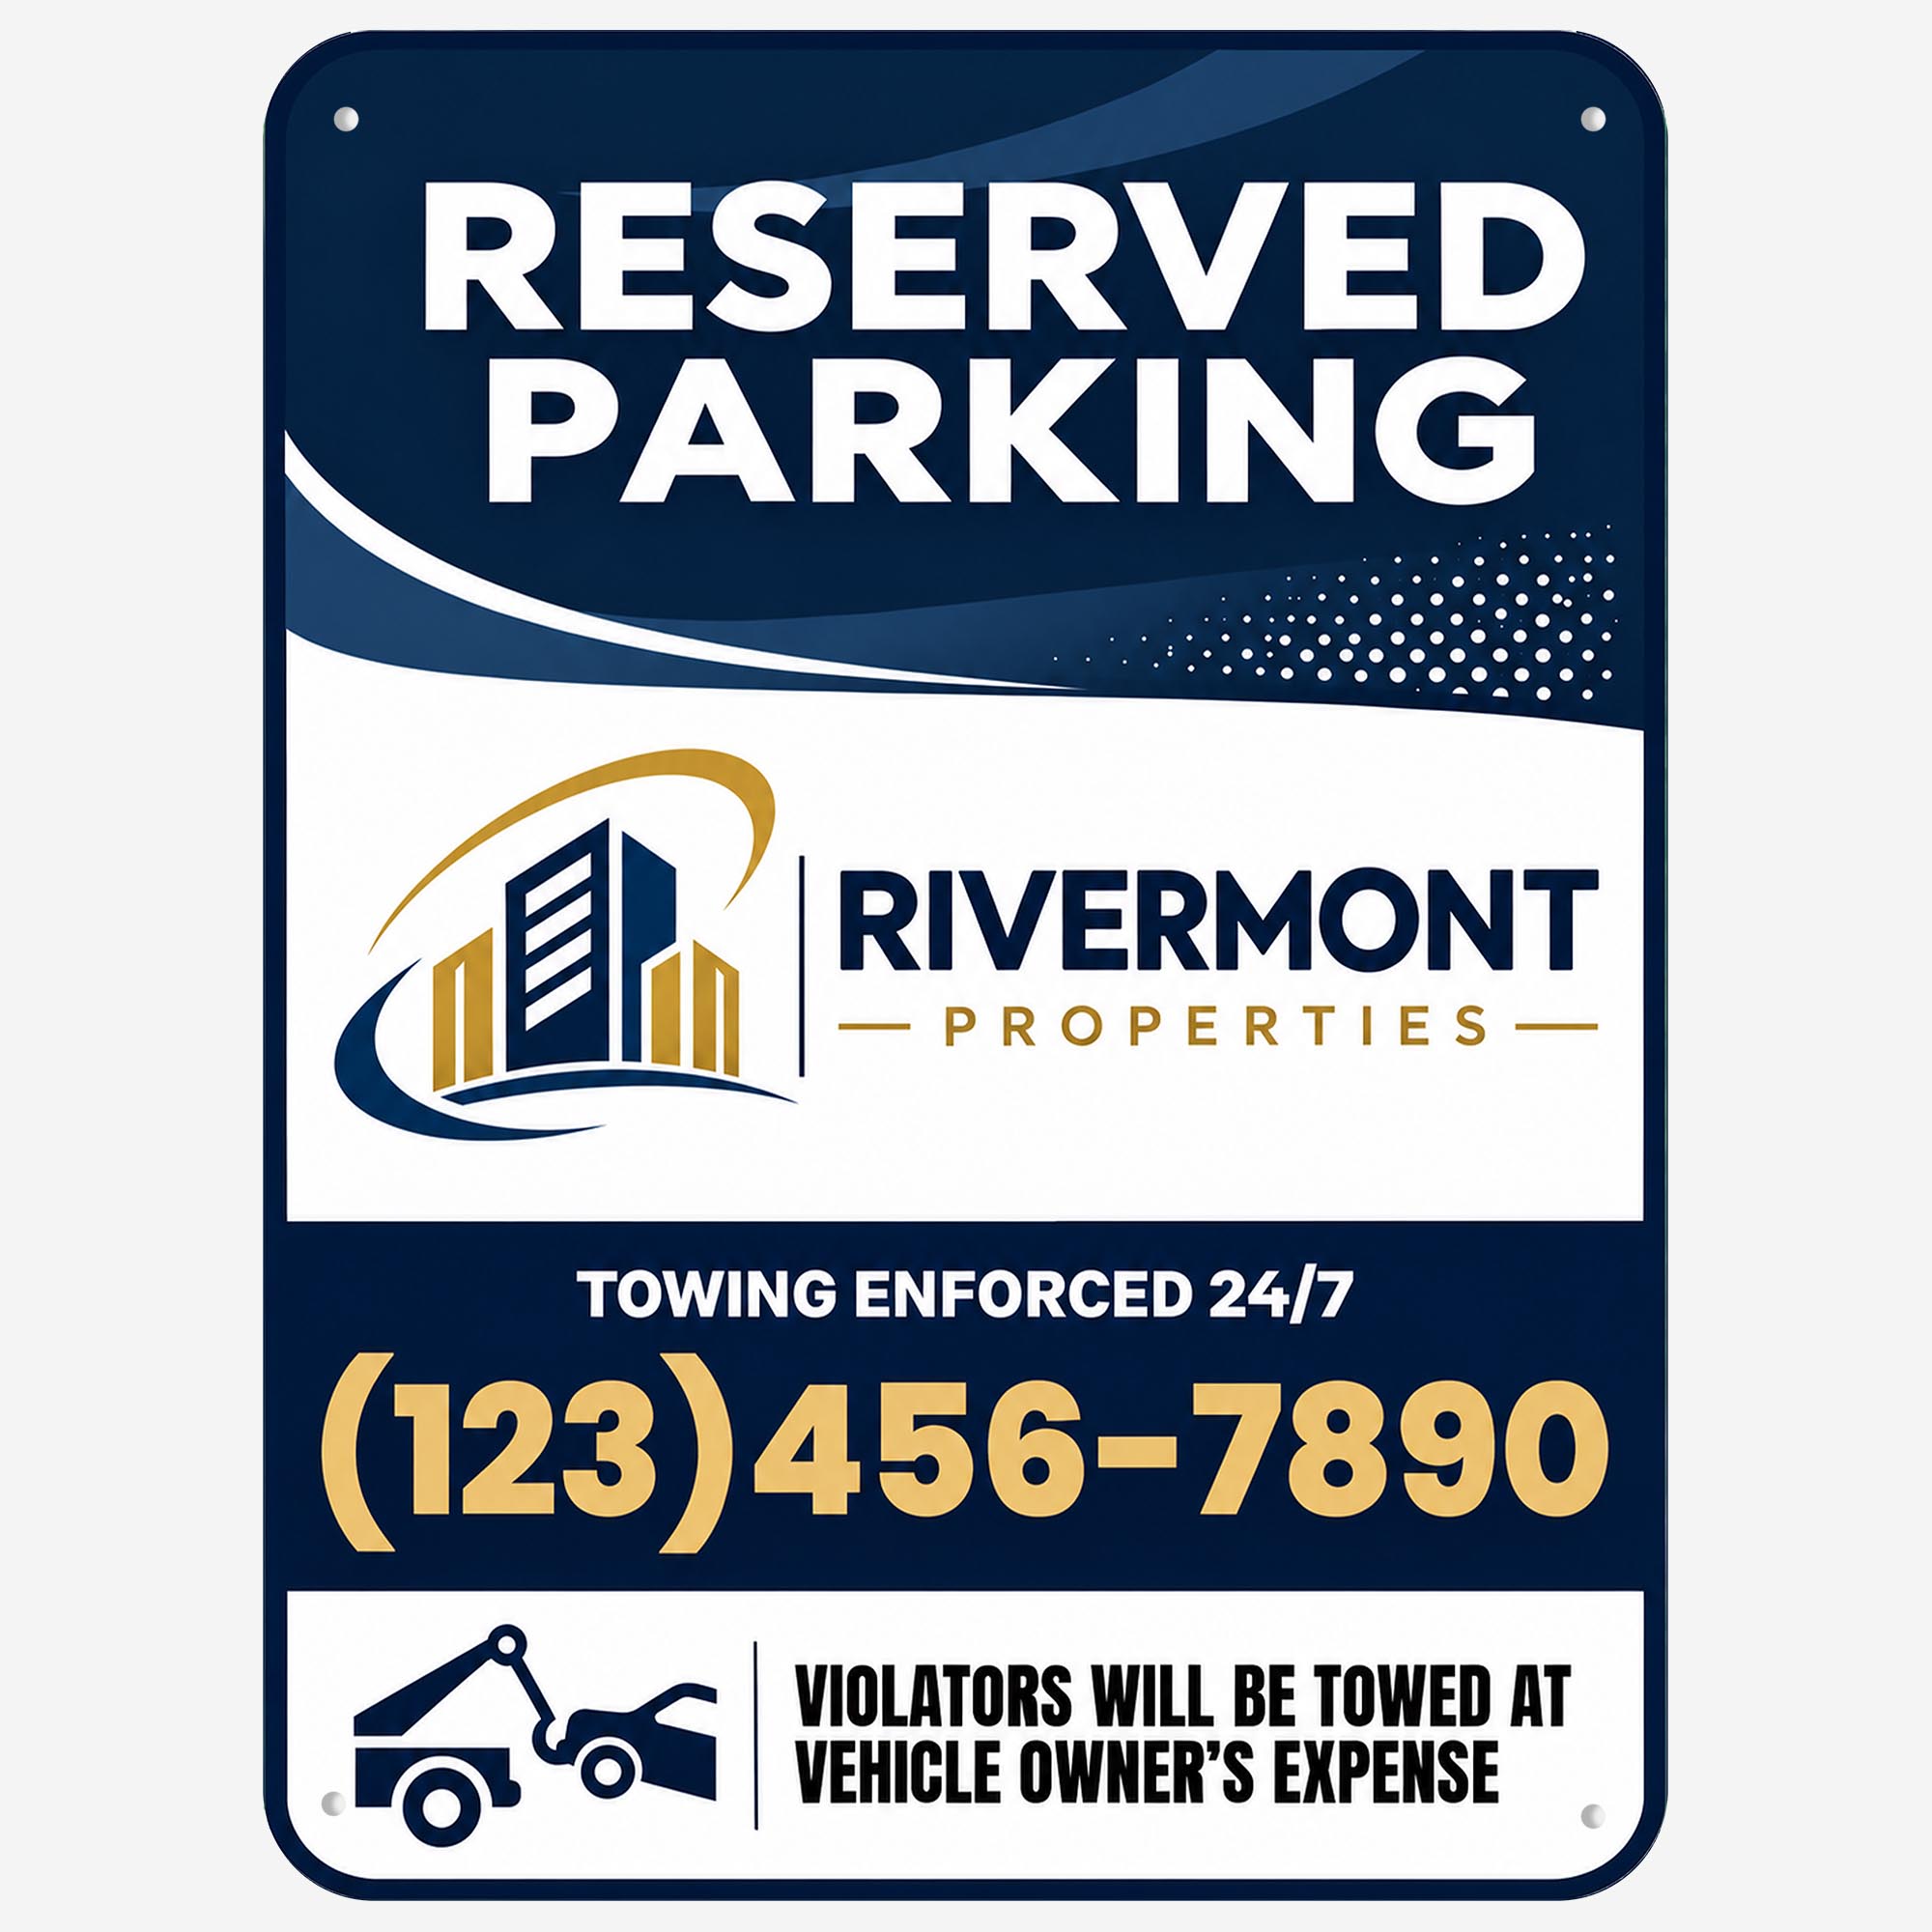 RESERVED
PARKING
RIVERMONT
PROPERTIES
TOWING ENFORCED 24/7
(123)456-7890
VIOLATORS WILL BE TOWED AT
VEHICLE OWNER'S EXPENSE